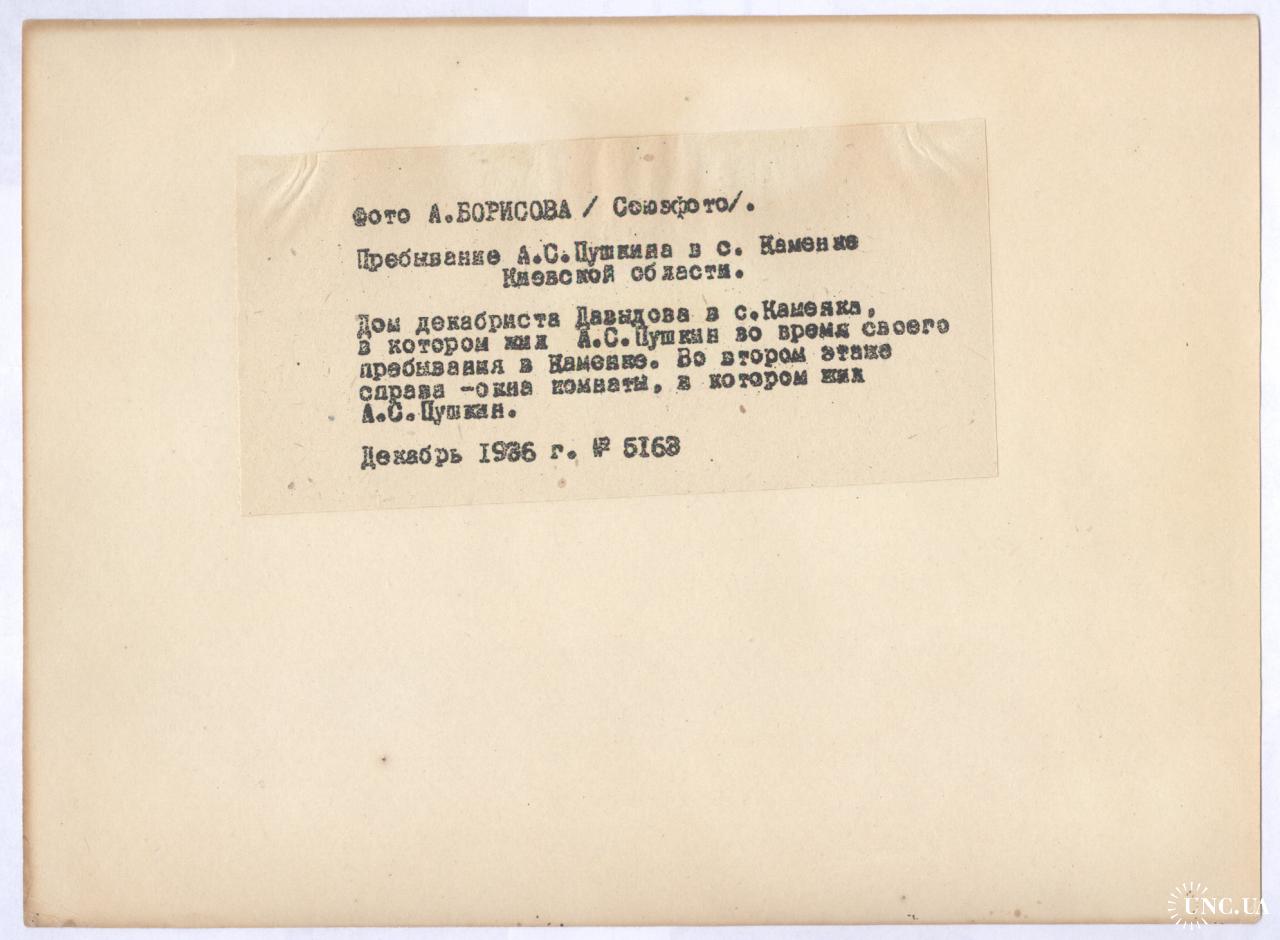 Фото А.БОРИСОВА / Союзфото/.
Пребывание А.С.Пушкина в с. Каменке
Киевской области.
Дом декабриста Давыдова в с.Каменка,
в котором жил А.С.Пушкин во время своего
пребывания в Каменке. Во втором этаже
справа -окна комнаты, в котором жил
А.С.Пушкин.
Декабрь 1936 г. № 5163
UNC.UA